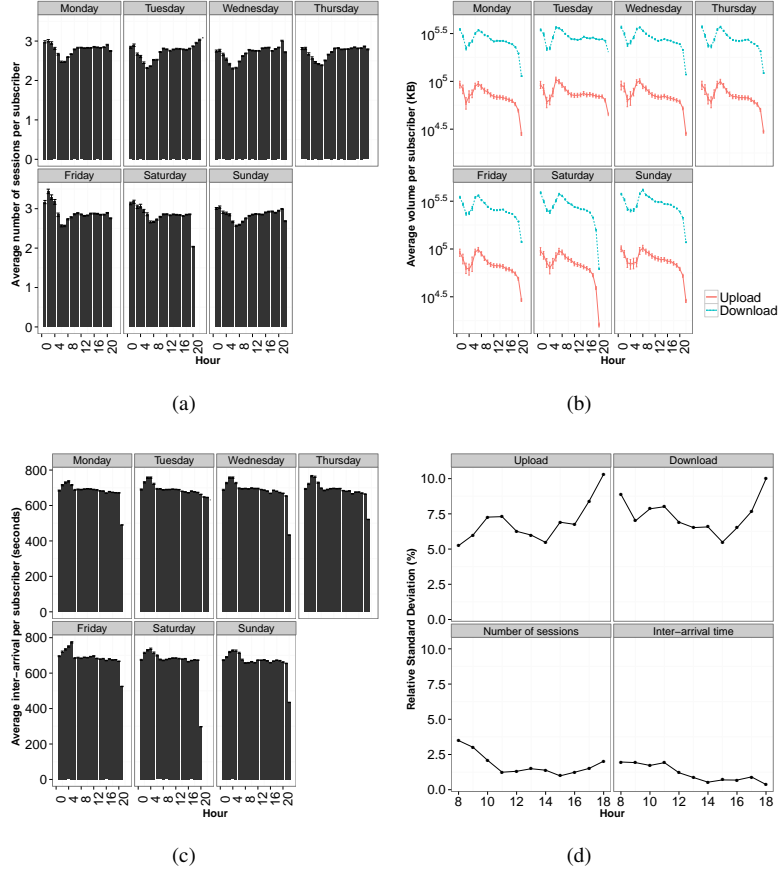 Monday Tuesday Wednesday Thursday
3
2
1
0
Friday Saturday Sunday
3
2
1
0
0 4 8 12 16 20 0 4 8 12 16 20 0 4 8 12 16 20
Average number of sessions per subscriber
Hour
(a)
Monday Tuesday Wednesday Thursday
10^5.5
10^5
10^4.5
Friday Saturday Sunday
10^5.5
10^5
10^4.5
0 4 8 12 16 20 0 4 8 12 16 20 0 4 8 12 16 20
Average volume per subscriber (KB)
Hour
Upload
Download
(b)
Monday Tuesday Wednesday Thursday
800
600
400
200
0
Friday Saturday Sunday
800
600
400
200
0
0 4 8 12 16 20 0 4 8 12 16 20 0 4 8 12 16 20
Average inter−arrival per subscriber (seconds)
Hour
(c)
Upload Download
10.0
7.5
5.0
2.5
0.0
Number of sessions Inter−arrival time
10.0
7.5
5.0
2.5
0.0
8 10 12 14 16 18 8 10 12 14 16 18
Relative Standard Deviation (%)
Hour
(d)